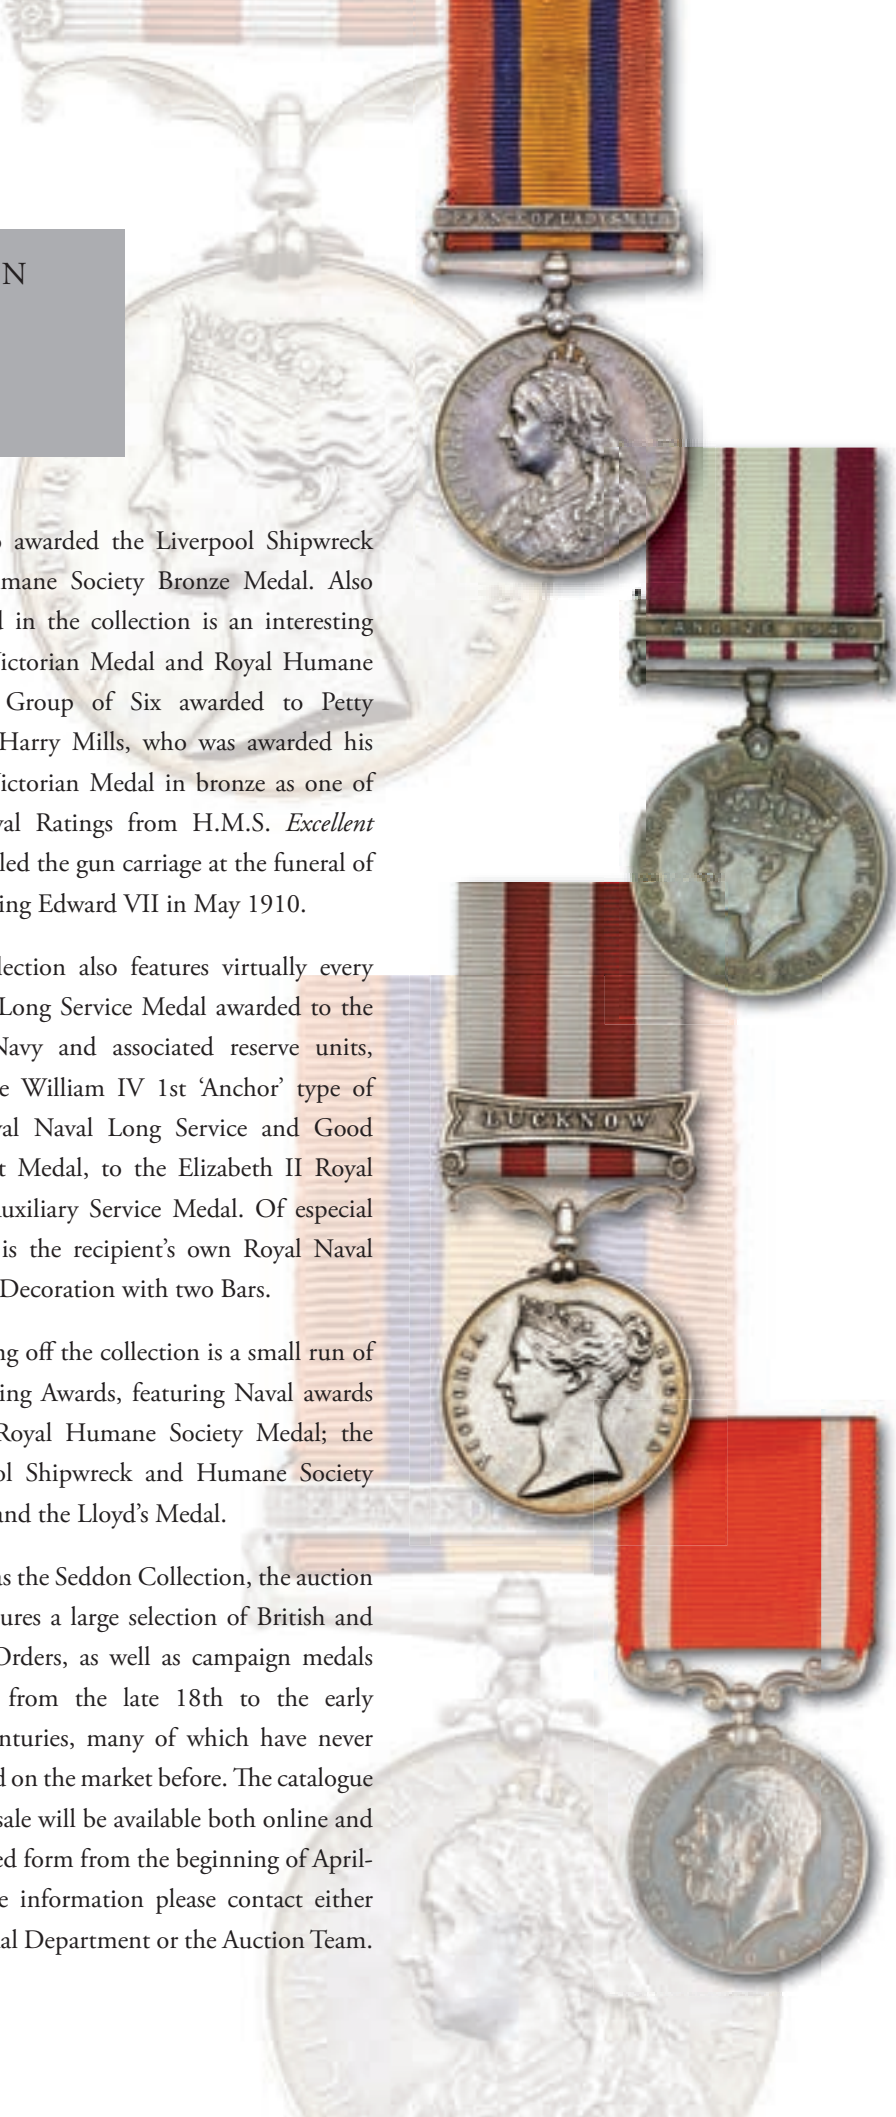 N
awarded the Liverpool Shipwreck
mane Society Bronze Medal. Also
in the collection is an interesting
ictorian Medal and Royal Humane
Group of Six awarded to Petty
Harry Mills, who was awarded his
ictorian Medal in bronze as one of
val Ratings from H.M.S. Excellent
led the gun carriage at the funeral of
ing Edward VII in May 1910.
lection also features virtually every
Long Service Medal awarded to the
Navy and associated reserve units,
e William IV 1st ‘Anchor’ type of
val Naval Long Service and Good
t Medal, to the Elizabeth II Royal
uxiliary Service Medal. Of especial
is the recipient’s own Royal Naval
Decoration with two Bars.
ng off the collection is a small run of
ing Awards, featuring Naval awards
Royal Humane Society Medal; the
ol Shipwreck and Humane Society
and the Lloyd’s Medal.
as the Seddon Collection, the auction
ures a large selection of British and
Orders, as well as campaign medals
from the late 18th to the early
nturies, many of which have never
d on the market before. The catalogue
sale will be available both online and
ed form from the beginning of April-
e information please contact either
al Department or the Auction Team.
DEFENCE OF LADYSMITH
YANGTZE 1949
LUCKNOW
VICTORIA REGINA